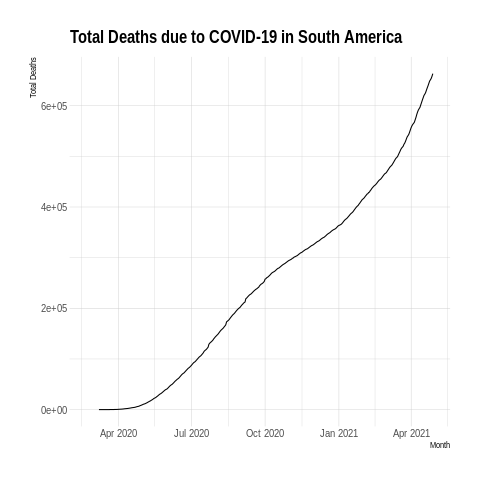 Total Deaths due to COVID-19 in South America
Total Deaths
6e+05
4e+05
2e+05
0e+00
Apr 2020 Jul 2020 Oct 2020 Jan 2021 Apr 2021
Month